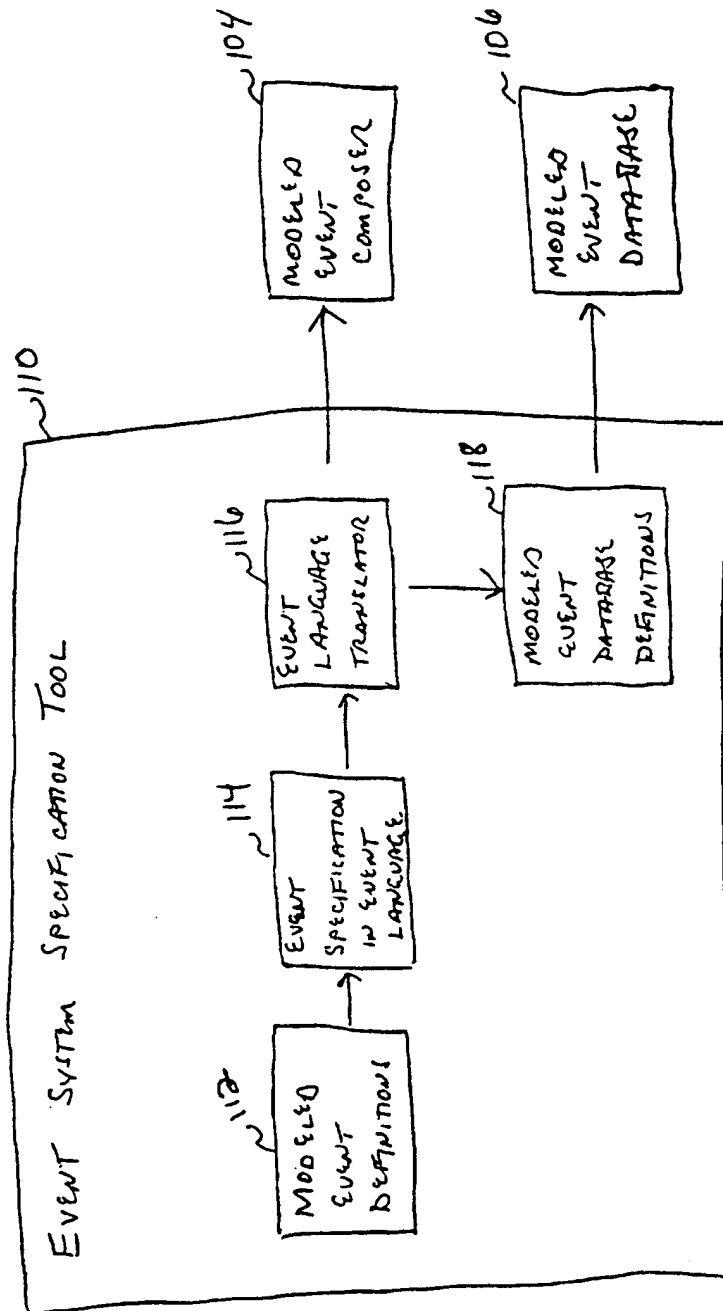 110
EVENT SYSTEM SPECIFICATION TOOL
112
MODELED
EVENT
DEFINITIONS
114
EVENT
SPECIFICATION
IN EVENT
LANGUAGE
116
EVENT
LANGUAGE
TRANSLATOR
104
MODELED
EVENT
COMPOSER
118
MODELED
EVENT
DATABASE
DEFINITIONS
106
MODELED
EVENT
DATABASE